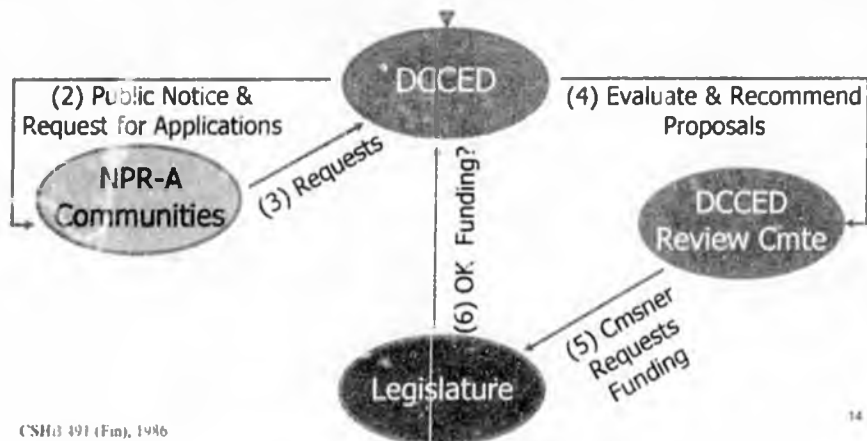 DCCED
(2) Public Notice &
Request for Applications
(4) Evaluate & Recommend
Proposals
NPR-A
Communities
(3) Requests
(6) OK Funding?
DCCED
Review Cmte
(5) Cmsner
Requests
Funding
Legislature
CSHB 491 (Fin), 1986
14